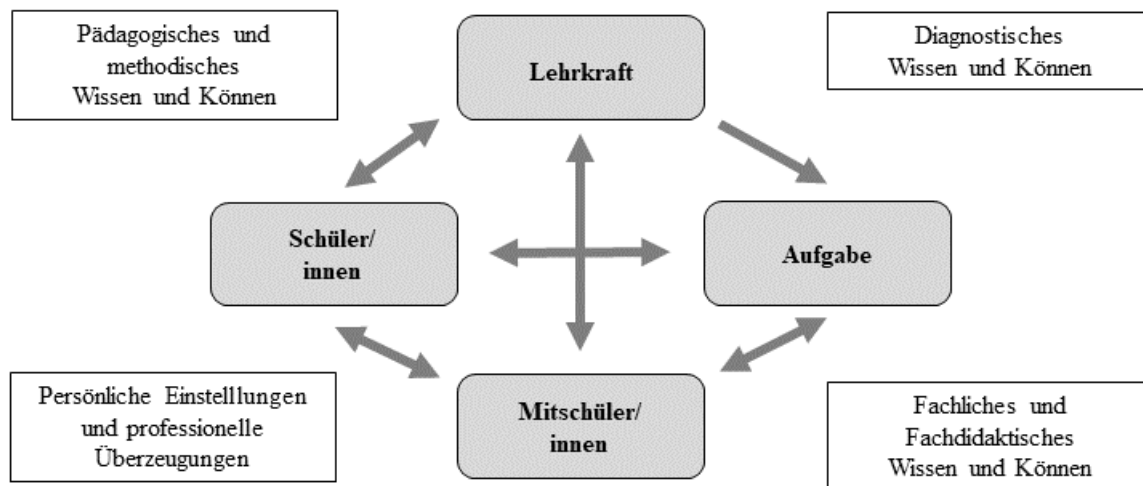 Pädagogisches und
methodisches
Wissen und Können
Lehrkraft
Diagnostisches
Wissen und Können
Schüler/
innen
Aufgabe
Persönliche Einstelllungen
und professionelle
Überzeugungen
Mitschüler/
innen
Fachliches und
Fachdidaktisches
Wissen und Können